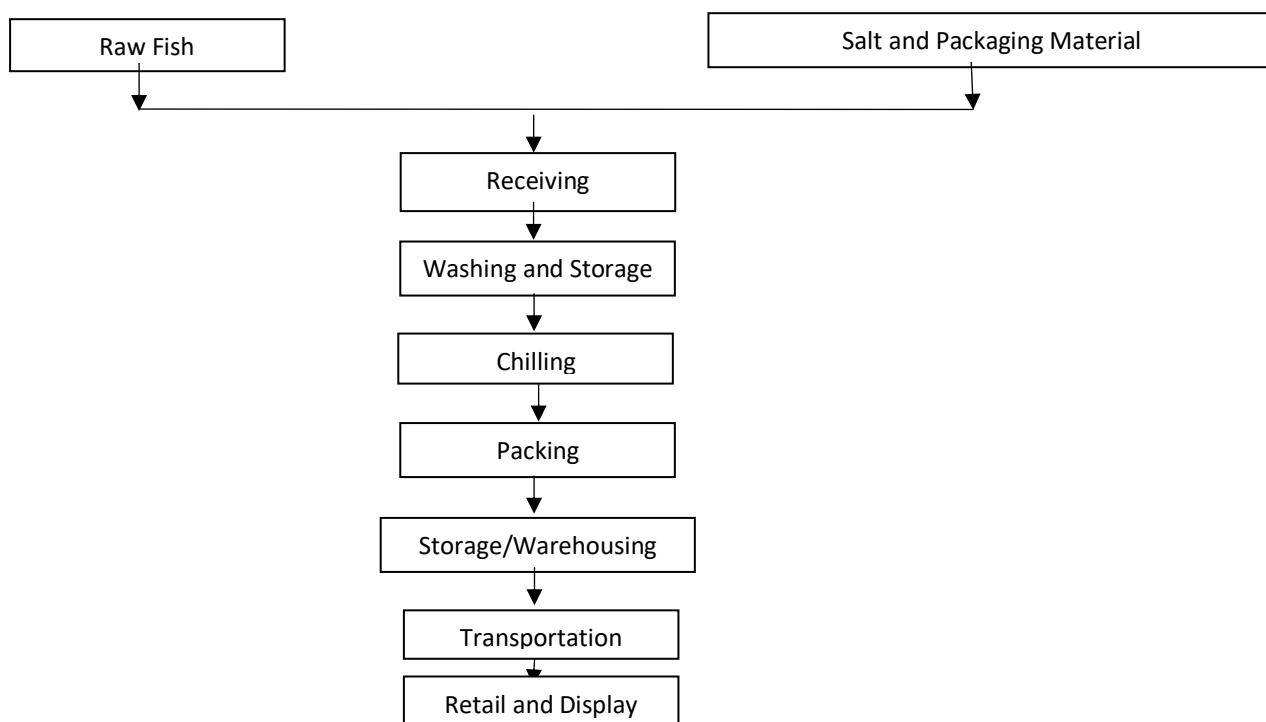 Raw Fish
Salt and Packaging Material
Receiving
Washing and Storage
Chilling
Packing
Storage/Warehousing
Transportation
Retail and Display